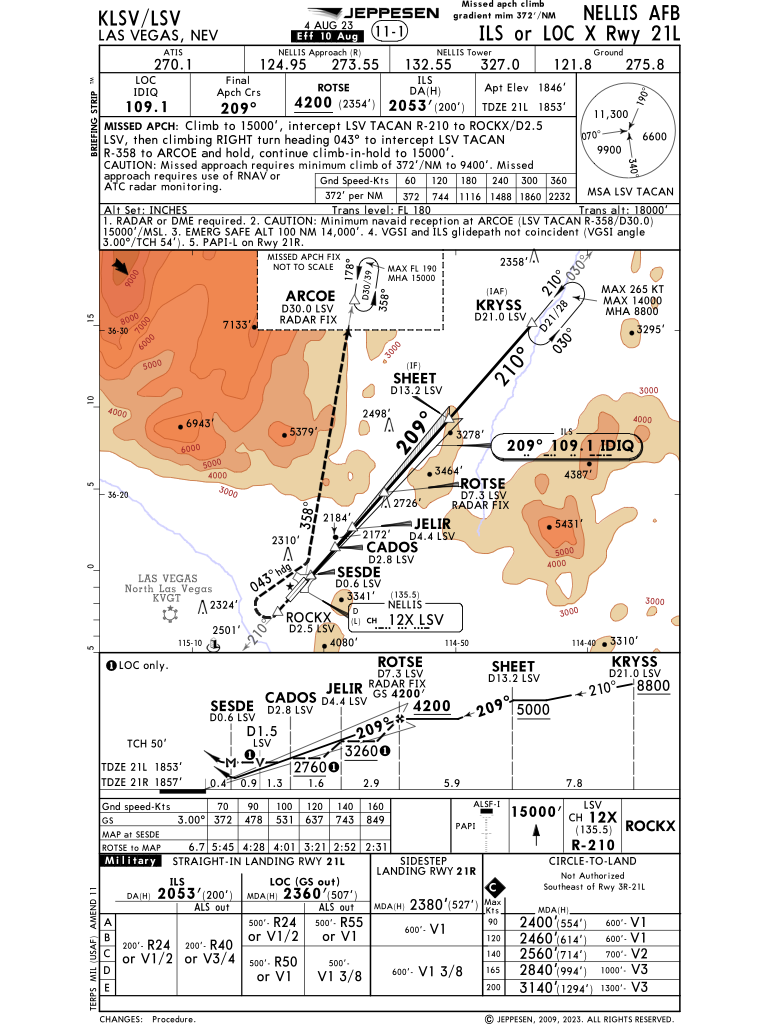 KLSV/LSV
LAS VEGAS, NEV
JEPPESEN
4 AUG 23
Eff 10 Aug
11-1
Missed apch climb
gradient mim 372'/NM
NELLIS AFB
ILS or LOC X Rwy 21L
BRIEFING STRIP ™
ATIS
270.1
NELLIS Approach (R)
124.95 273.55
NELLIS Tower
132.55 327.0
Ground
121.8 275.8
LOC
IDIQ
109.1
Final
Apch Crs
209°
ROTSE
4200 (2354')
ILS
DA(H)
2053' (200')
Apt Elev 1846'
TDZE 21L 1853'
MISSED APCH: Climb to 15000', intercept LSV TACAN R-210 to ROCKX/D2.5
LSV, then climbing RIGHT turn heading 043° to intercept LSV TACAN
R-358 to ARCOE and hold, continue climb-in-hold to 15000'.
CAUTION: Missed approach requires minimum climb of 372'/NM to 9400'. Missed
approach requires use of RNAV or
ATC radar monitoring.
Gnd Speed-Kts 60 120 180 240 300 360
372' per NM 372 744 1116 1488 1860 2232
11,300
190°
070°
6600
9900
340°
MSA LSV TACAN
Alt Set: INCHES Trans level: FL 180 Trans alt: 18000'
1. RADAR or DME required. 2. CAUTION: Minimum navaid reception at ARCOE (LSV TACAN R-358/D30.0)
15000'/MSL. 3. EMERG SAFE ALT 100 NM 14,000'. 4. VGSI and ILS glidepath not coincident (VGSI angle
3.00°/TCH 54'). 5. PAPI-L on Rwy 21R.
MISSED APCH FIX
NOT TO SCALE
178°
D30/39
358°
MAX FL 190
MHA 15000
ARCOE
D30.0 LSV
RADAR FIX
2358'
210°
030°
(IAF)
KRYSS
D21.0 LSV
D21/28
030°
MAX 265 KT
MAX 14000
MHA 8800
3295'
9000
8000
7000
6000
5000
7133'
36-30
15
3000
210°
(IF)
SHEET
D13.2 LSV
10
4000
6943'
5379'
2498'
209°
3278'
ILS
209° 109.1 IDIQ
3000
4000
6000
5000
4000
3000
3464'
4387'
ROTSE
D7.3 LSV
RADAR FIX
5
36-20
358°
2726'
2184'
2172'
JELIR
D4.4 LSV
5431'
5000
4000
2310'
CADOS
D2.8 LSV
0
043° hdg
SESDE
D0.6 LSV
3000
LAS VEGAS
North Las Vegas
KVGT
2324'
3341'
(135.5)
NELLIS
D
(L) CH 12X LSV
3000
3000
ROCKX
D2.5 LSV
2501'
210°
4080'
3310'
5
115-10
114-50
114-40
1 LOC only.
ROTSE
D7.3 LSV
RADAR FIX
GS 4200'
SHEET
D13.2 LSV
KRYSS
D21.0 LSV
JELIR
D4.4 LSV
CADOS
D2.8 LSV
SESDE
D0.6 LSV
D1.5
LSV
4200
209°
5000
210°
8800
209°
3260 1
2760 1
1
M
V
TCH 50'
TDZE 21L 1853'
TDZE 21R 1857'
0.4 0.9 1.3 1.6 2.9 5.9 7.8
Gnd speed-Kts 70 90 100 120 140 160
GS 3.00° 372 478 531 637 743 849
MAP at SESDE
ROTSE to MAP 6.7 5:45 4:28 4:01 3:21 2:52 2:31
ALSF-I
PAPI
15000'
LSV
CH 12X
(135.5)
R-210
ROCKX
Military STRAIGHT-IN LANDING RWY 21L
ILS
DA(H) 2053' (200')
ALS out
LOC (GS out)
MDA(H) 2360' (507')
ALS out
SIDESTEP
LANDING RWY 21R
MDA(H) 2380' (527')
CIRCLE-TO-LAND
Not Authorized
Southeast of Rwy 3R-21L
C
Max
Kts
MDA(H)
A
B
C
D
E
200'- R24
or V1/2
200'- R40
or V3/4
500'- R24
or V1/2
500'- R55
or V1
500'- R50
or V1
500'-
V1 3/8
600'- V1
600'- V1 3/8
90 2400' (554') 600'- V1
120 2460' (614') 600'- V1
140 2560' (714') 700'- V2
165 2840' (994') 1000'- V3
200 3140' (1294') 1300'- V3
TERPS MIL (USAF) AMEND 11
CHANGES: Procedure.
© JEPPESEN, 2009, 2023. ALL RIGHTS RESERVED.